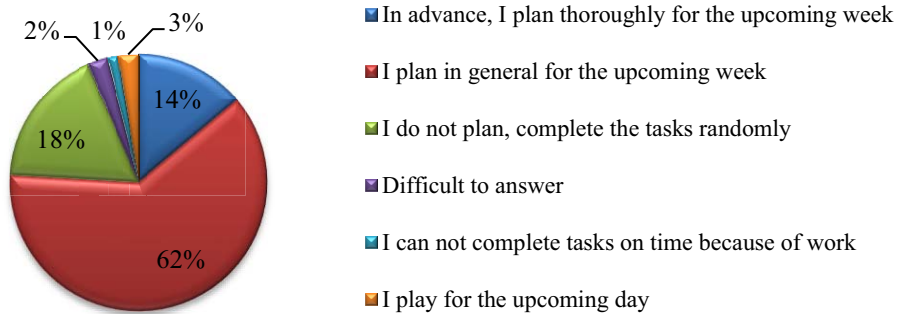 2%
1%
3%
14%
18%
62%
In advance, I plan thoroughly for the upcoming week
I plan in general for the upcoming week
I do not plan, complete the tasks randomly
Difficult to answer
I can not complete tasks on time because of work
I play for the upcoming day